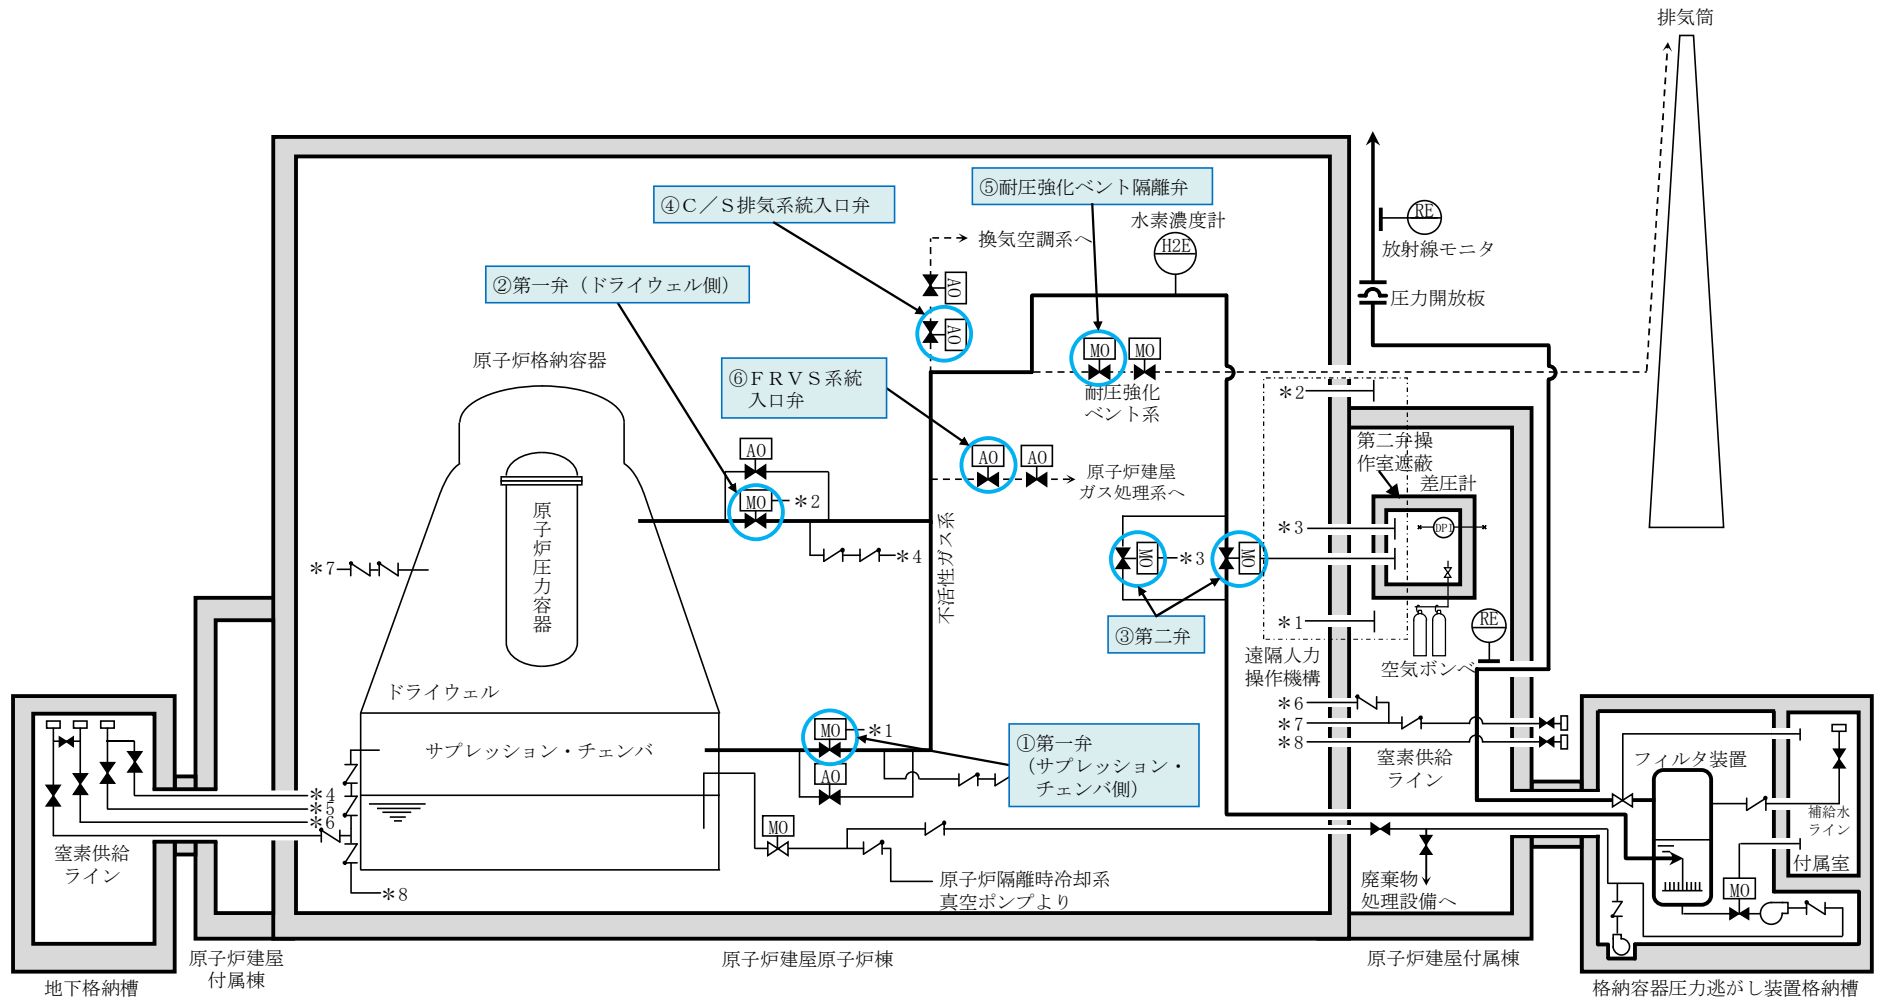 排気筒
⑤耐圧強化ベント隔離弁
④C／S排気系統入口弁
水素濃度計
H2E
RE
放射線モニタ
換気空調系へ
AO
AO
②第一弁（ドライウェル側）
圧力開放板
原子炉格納容器
⑥FRVS系統
入口弁
MO
MO
耐圧強化
ベント系
＊2
第二弁操
作室遮蔽
差圧計
DPI
AO
MO
＊2
AO
AO
原子炉建屋
ガス処理系へ
原子炉圧力容器
不活性ガス系
＊4
＊7
MO
＊3
MO
＊3
③第二弁
＊1
RE
空気ボンベ
遠隔人力
操作機構
ドライウェル
サプレッション・チェンバ
MO
＊1
AO
①第一弁
（サプレッション・
チェンバ側）
＊6
＊7
＊8
窒素供給
ライン
フィルタ装置
補給水
ライン
付属室
MO
＊4
＊5
＊6
窒素供給
ライン
＊8
MO
原子炉隔離時冷却系
真空ポンプより
廃棄物
処理設備へ
地下格納槽
原子炉建屋
付属棟
原子炉建屋原子炉棟
原子炉建屋付属棟
格納容器圧力逃がし装置格納槽